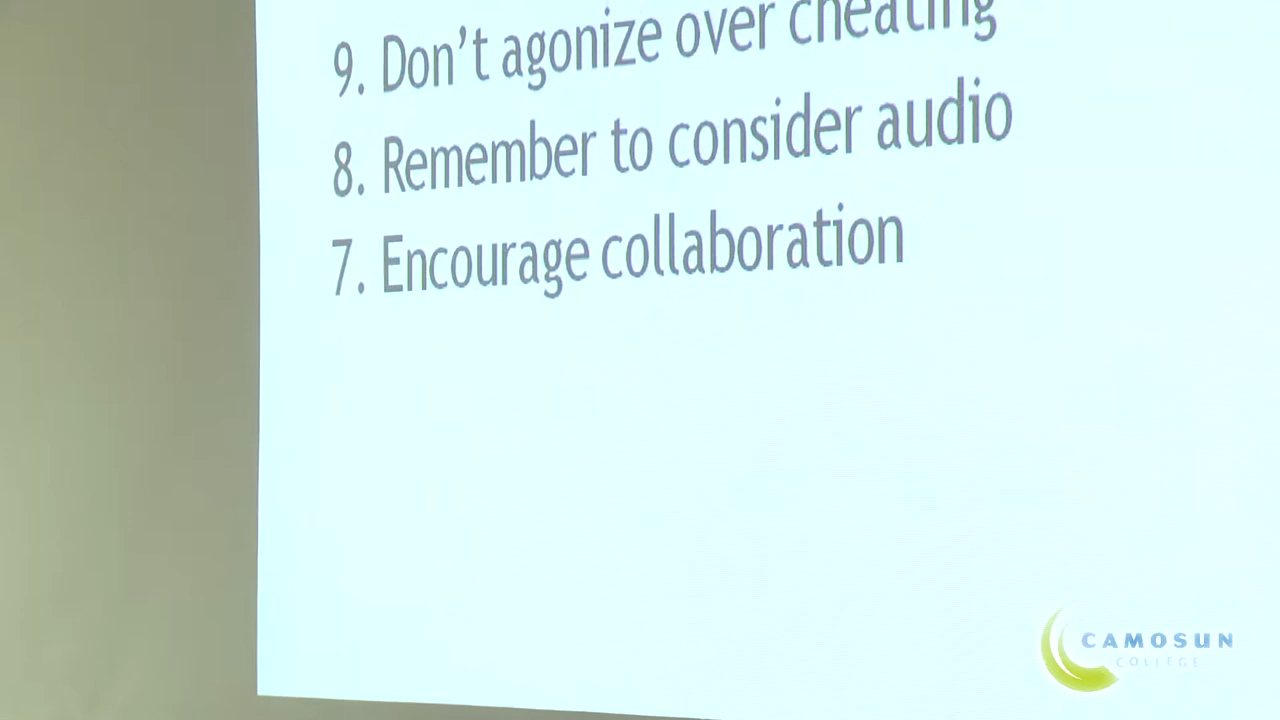 9. Don't agonize over cheating
8. Remember to consider audio
7. Encourage collaboration
CAMOSUN
COLLEGE